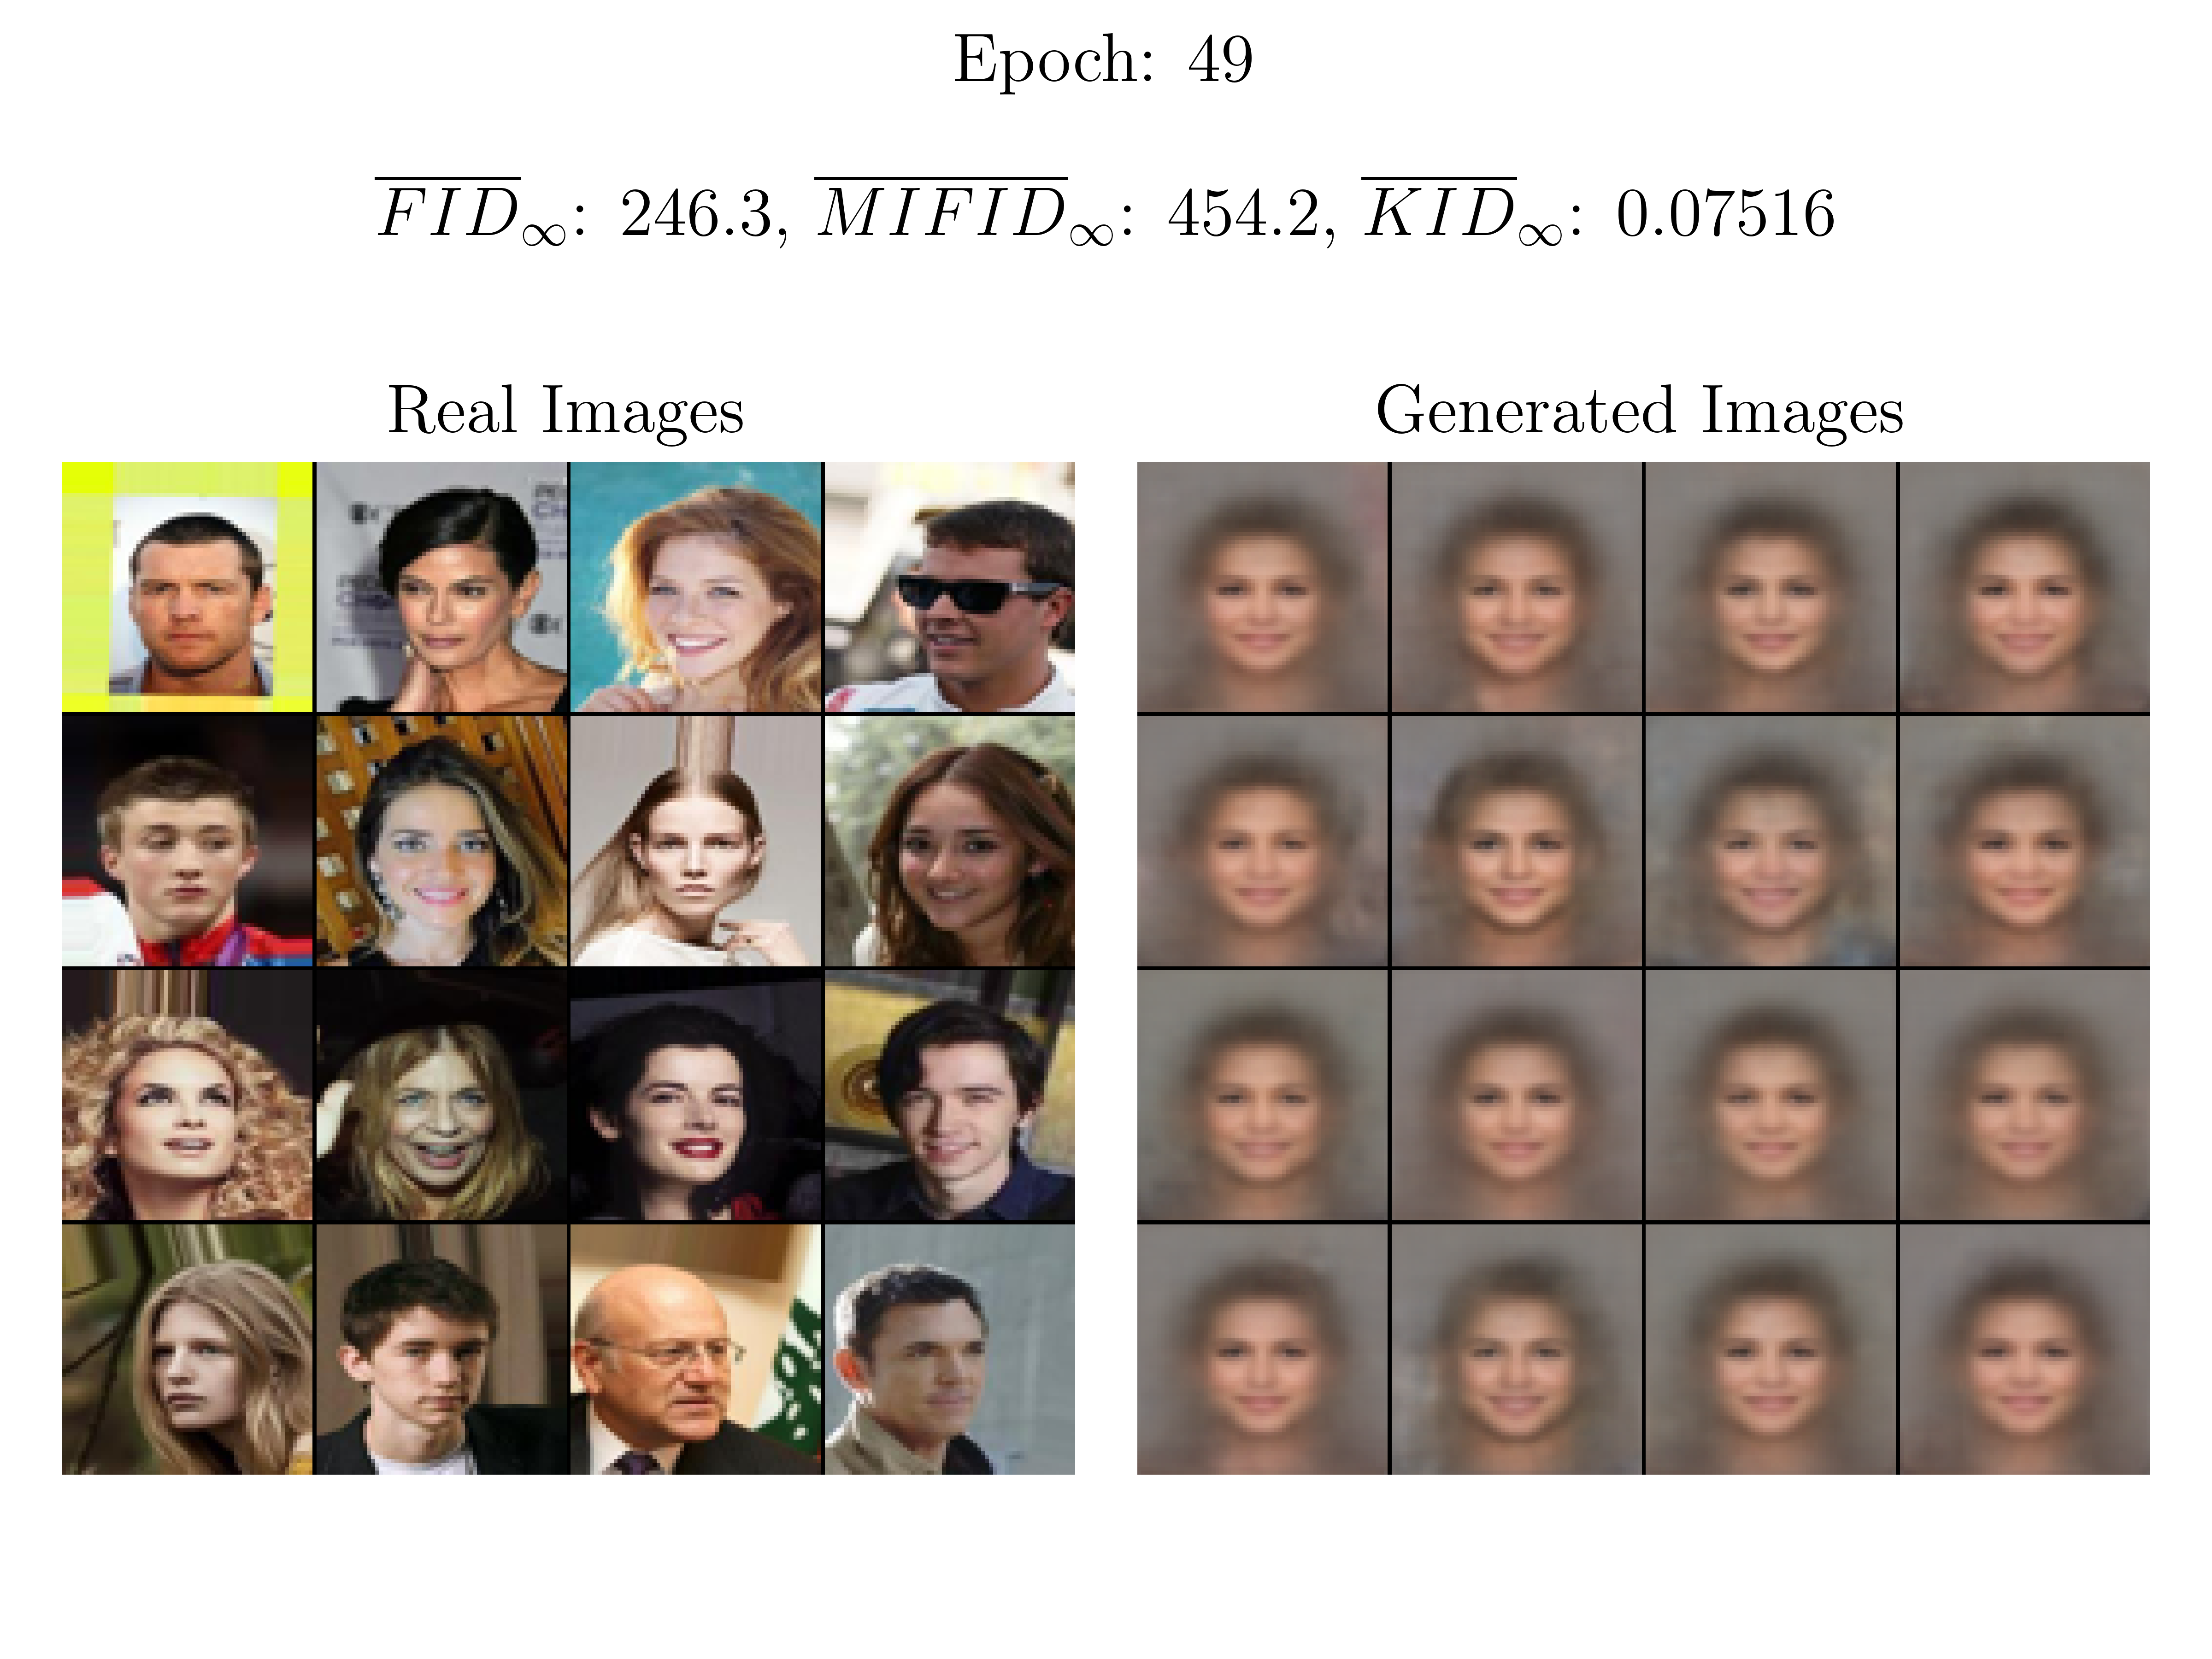 Epoch: 49
FID∞: 246.3, MIFID∞: 454.2, KID∞: 0.07516
Real Images
Generated Images